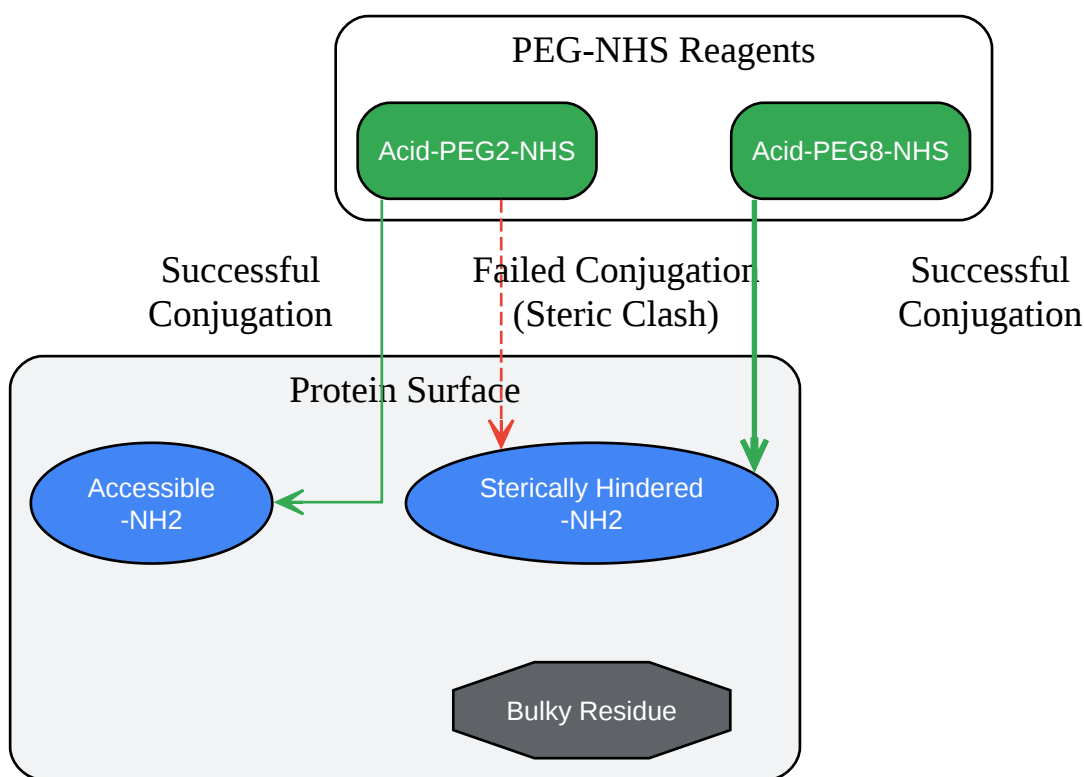 PEG-NHS Reagents
Acid-PEG2-NHS
Acid-PEG8-NHS
Successful
Conjugation
Failed Conjugation
(Steric Clash)
Successful
Conjugation
Protein Surface
Accessible
-NH2
Sterically Hindered
-NH2
Bulky Residue